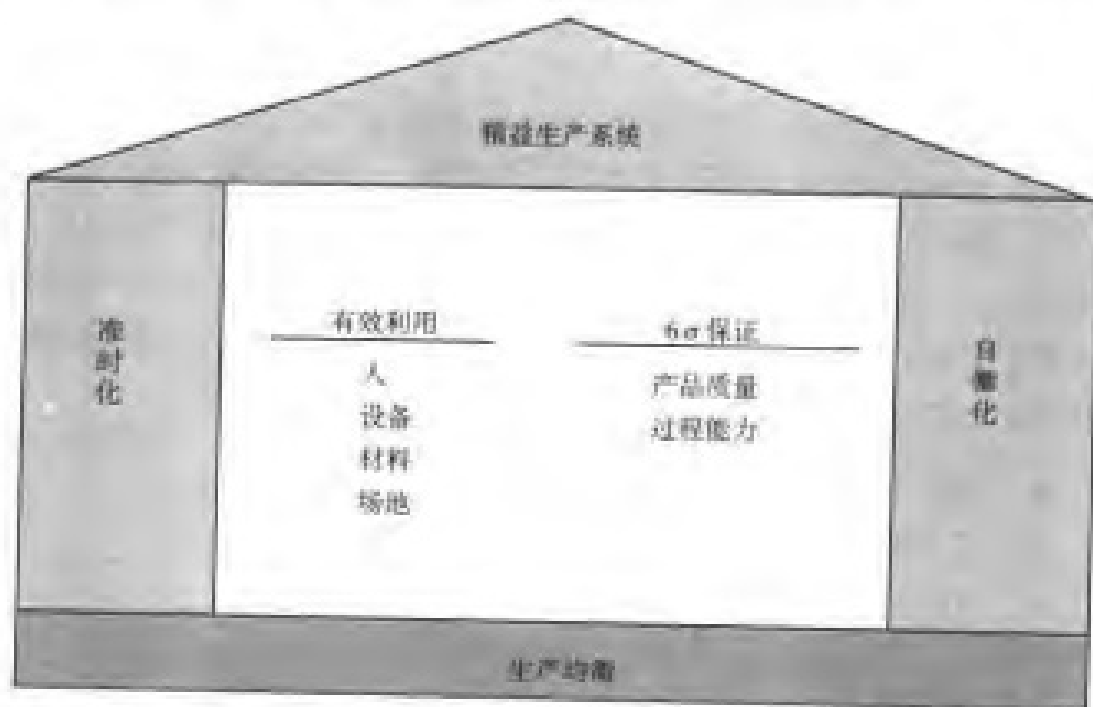 精益生产系统
准时化
有效利用
人
设备
材料
场地
6σ保证
产品质量
过程能力
自働化
生产均衡